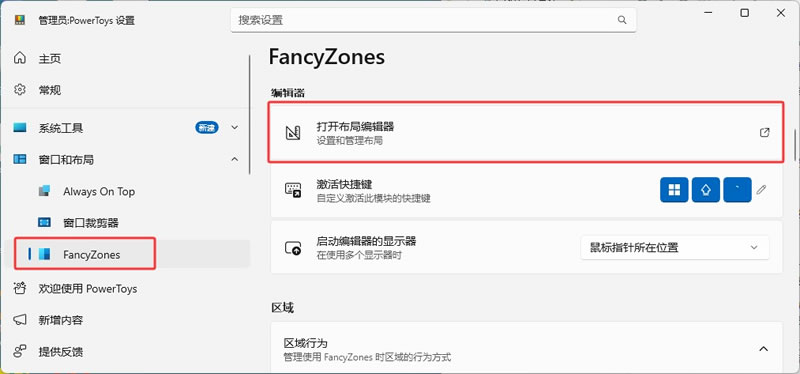 管理员:PowerToys 设置
搜索设置
主页
常规
系统工具
新建
窗口和布局
Always On Top
窗口裁剪器
FancyZones
欢迎使用 PowerToys
新增内容
提供反馈
FancyZones
编辑器
打开布局编辑器
设置和管理布局
激活快捷键
自定义激活此模块的快捷键
`
启动编辑器的显示器
在使用多个显示器时
鼠标指针所在位置
区域
区域行为
管理使用 FancyZones 时区域的行为方式